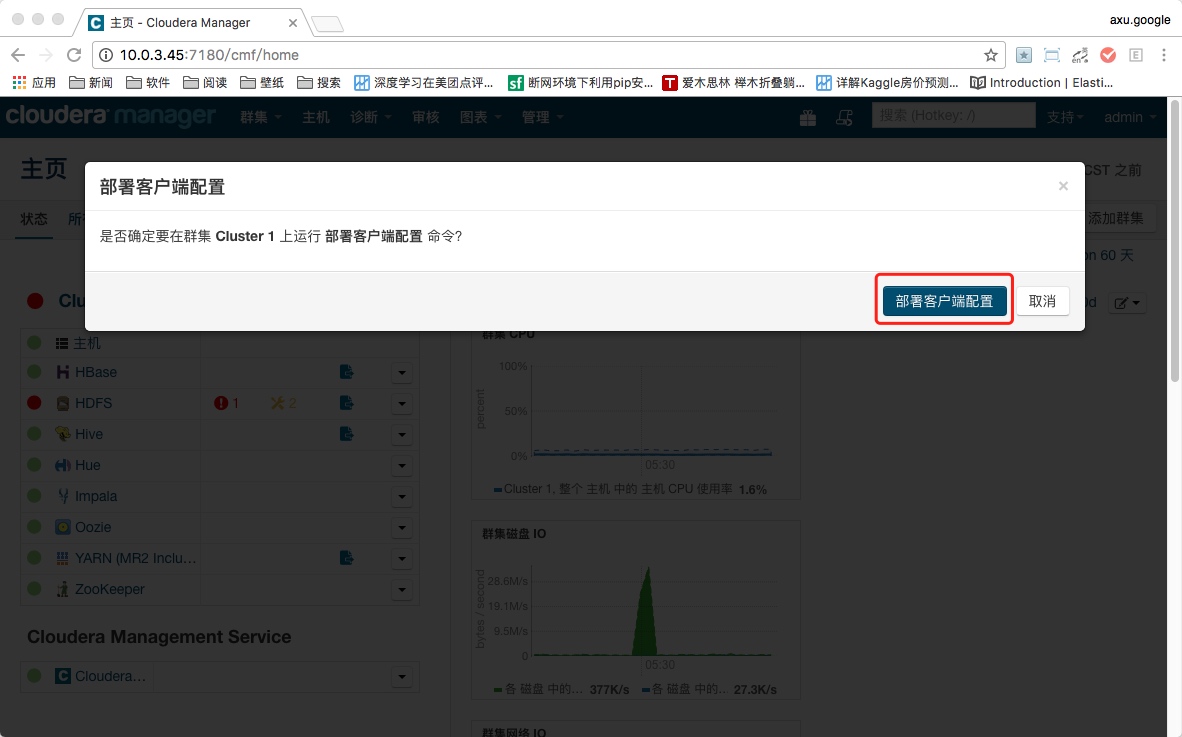 主页 - Cloudera Manager
axu.google
10.0.3.45:7180/cmf/home
应用 新闻 软件 阅读 壁纸 搜索 深度学习在美团点评... 断网环境下利用pip安... 爱木思林 榉木折叠躺... 详解Kaggle房价预测... Introduction | Elasti...
cloudera manager 群集 主机 诊断 审核 图表 管理 搜索 (Hotkey: /) 支持 admin
主页
CST 之前
部署客户端配置
×
状态 所
添加群集
是否确定要在群集 Cluster 1 上运行 部署客户端配置 命令?
on 60 天
部署客户端配置 取消
Clu
群集 CPU
主机
HBase
HDFS 1 2
Hive
Hue
Impala
Oozie
YARN (MR2 Inclu...
ZooKeeper
percent
100%
50%
0%
05:30
Cluster 1, 整个 主机 中的 主机 CPU 使用率 1.6%
群集磁盘 IO
bytes / second
28.6M/s
19.1M/s
9.5M/s
0
05:30
各 磁盘 中的... 377K/s 各 磁盘 中的... 27.3K/s
Cloudera Management Service
Cloudera...
群集网络 IO